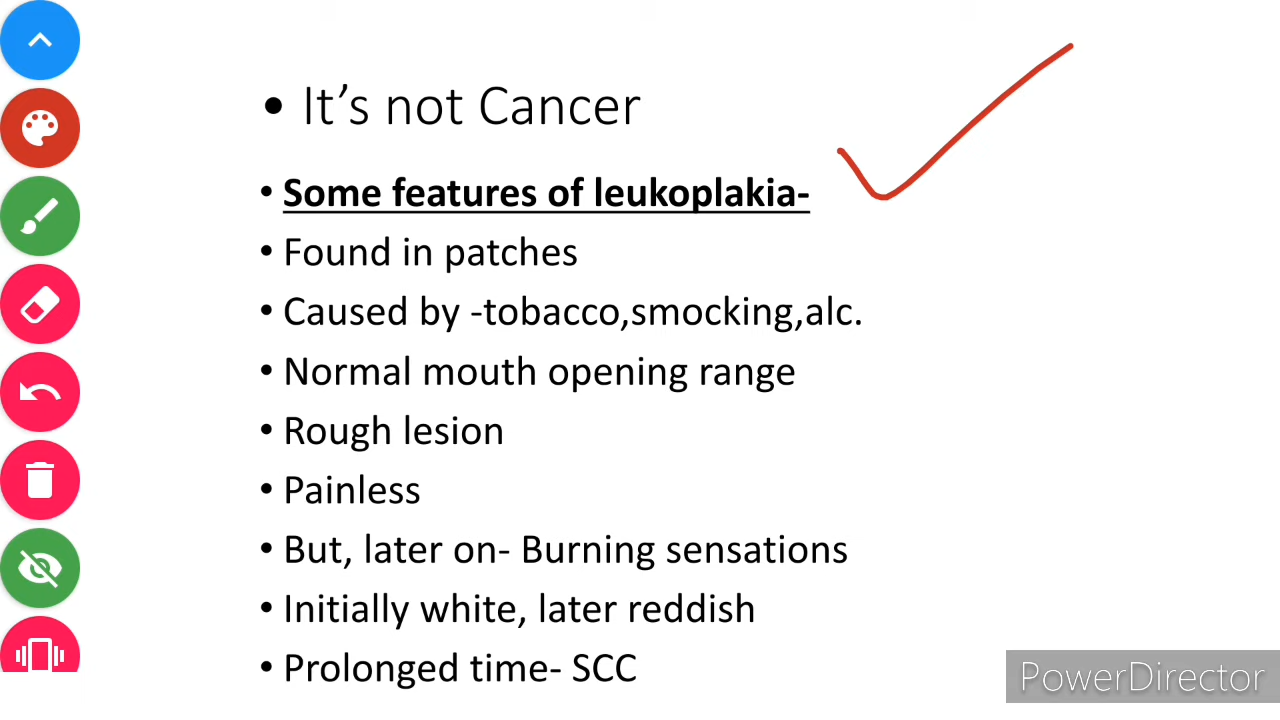 • It’s not Cancer
• Some features of leukoplakia-
• Found in patches
• Caused by -tobacco,smocking,alc.
• Normal mouth opening range
• Rough lesion
• Painless
• But, later on- Burning sensations
• Initially white, later reddish
• Prolonged time- SCC
PowerDirector